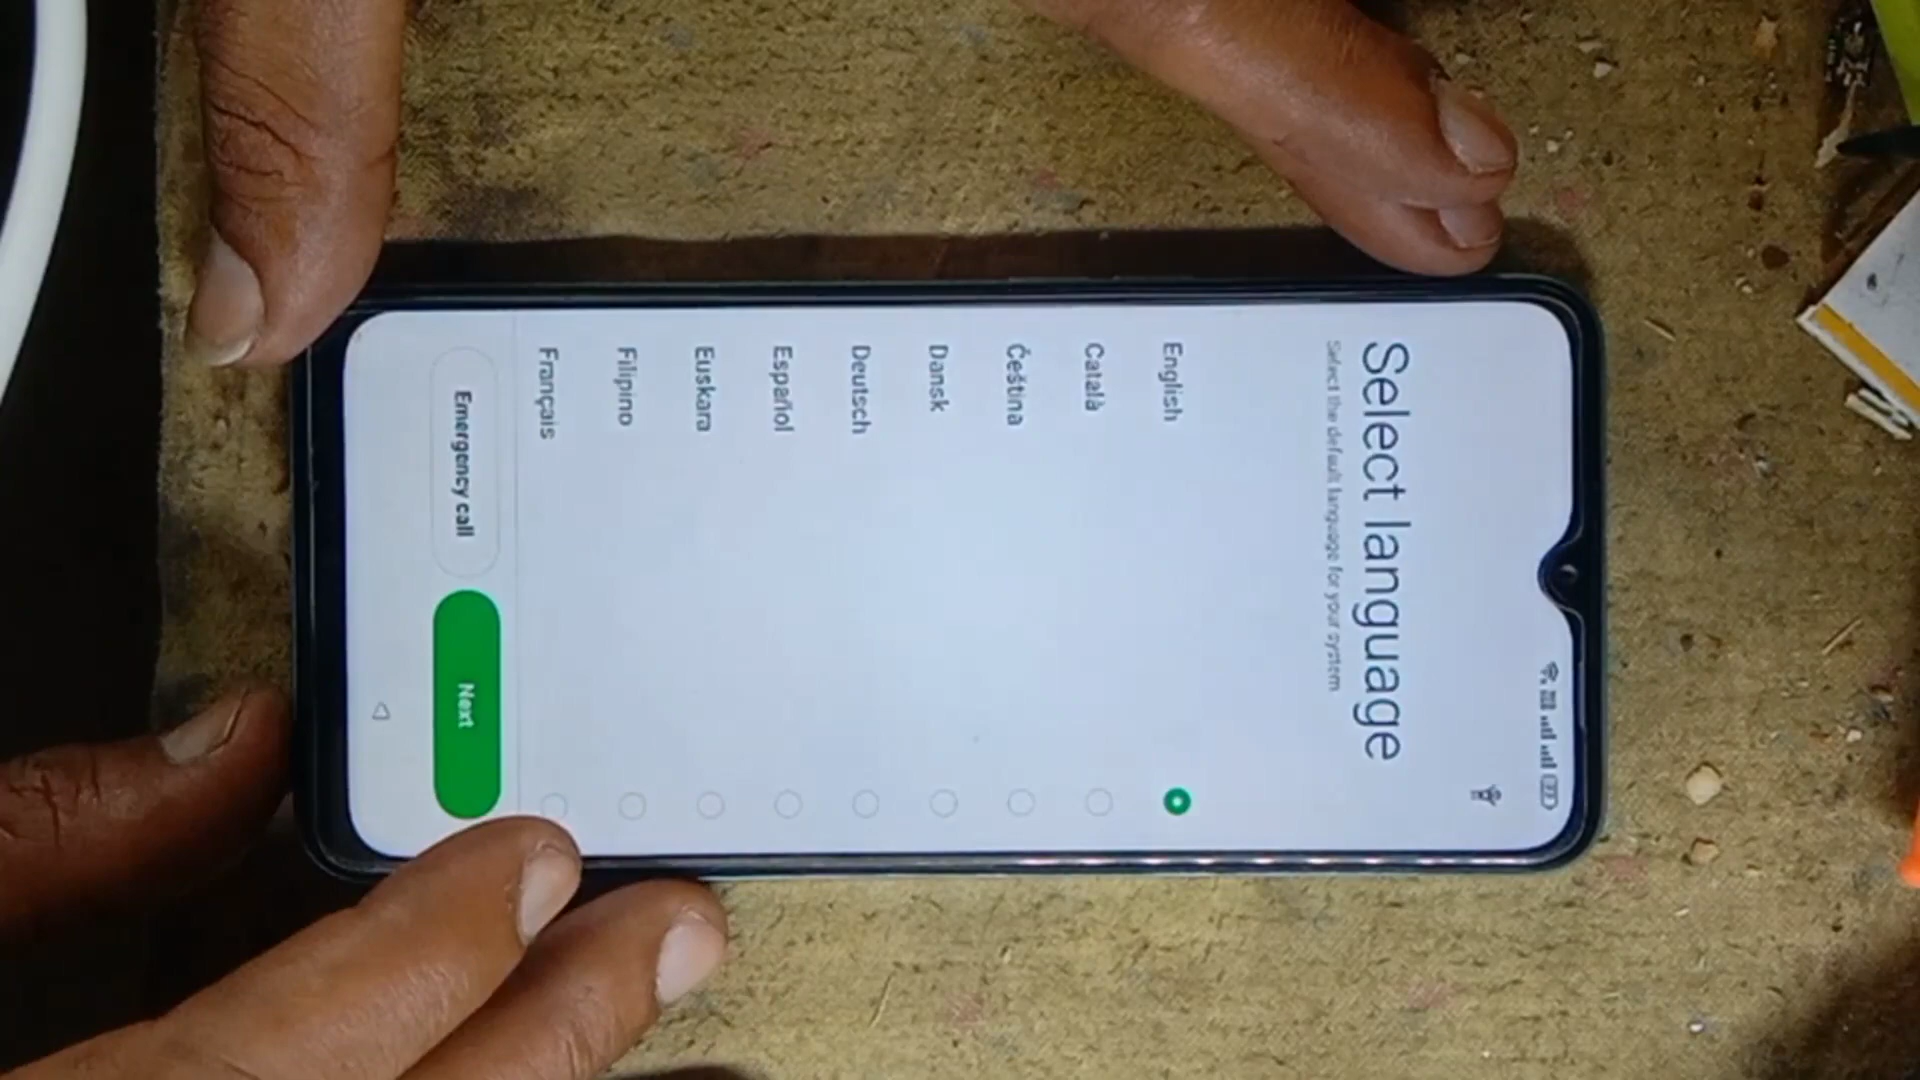 Select language
Select the default language for your system
English
Català
Čeština
Dansk
Deutsch
Español
Euskara
Filipino
Français
Emergency call
Next